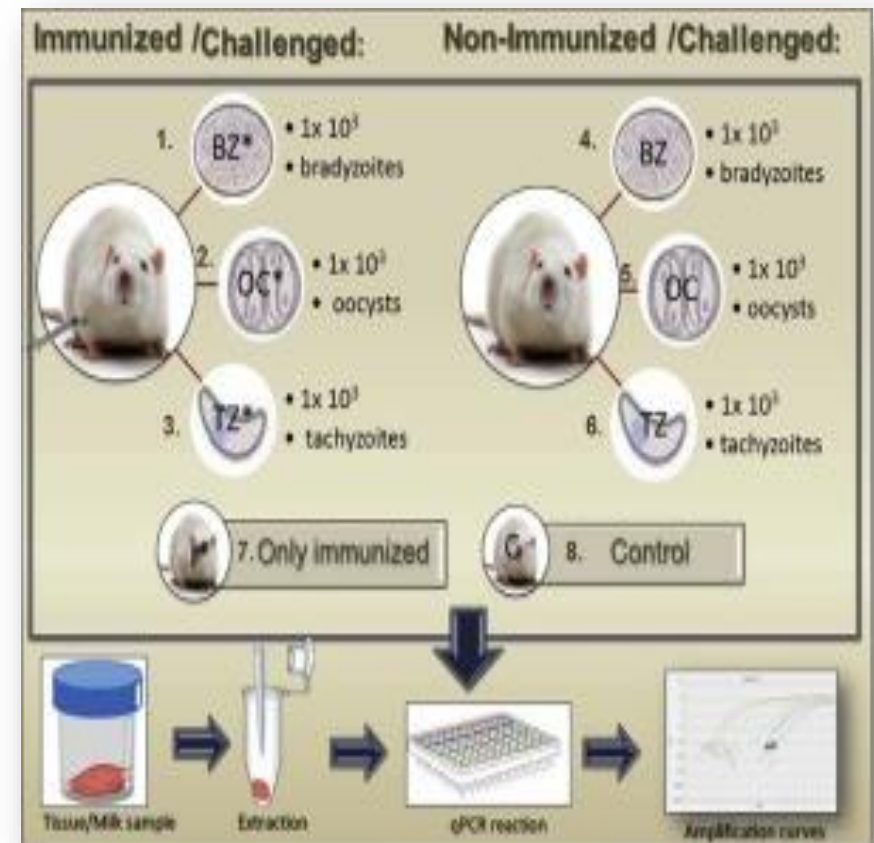 Immunized /Challenged:
Non-Immunized /Challenged:
1.
BZ*
• 1x 10³
• bradyzoites
2.
OC*
• 1x 10³
• oocysts
3.
TZ*
• 1x 10³
• tachyzoites
4.
BZ
• 1x 10³
• bradyzoites
5.
OC
• 1x 10³
• oocysts
6.
TZ
• 1x 10³
• tachyzoites
7. Only immunized
8. Control
Tissue/Milk sample
Extraction
qPCR reaction
Amplification curves